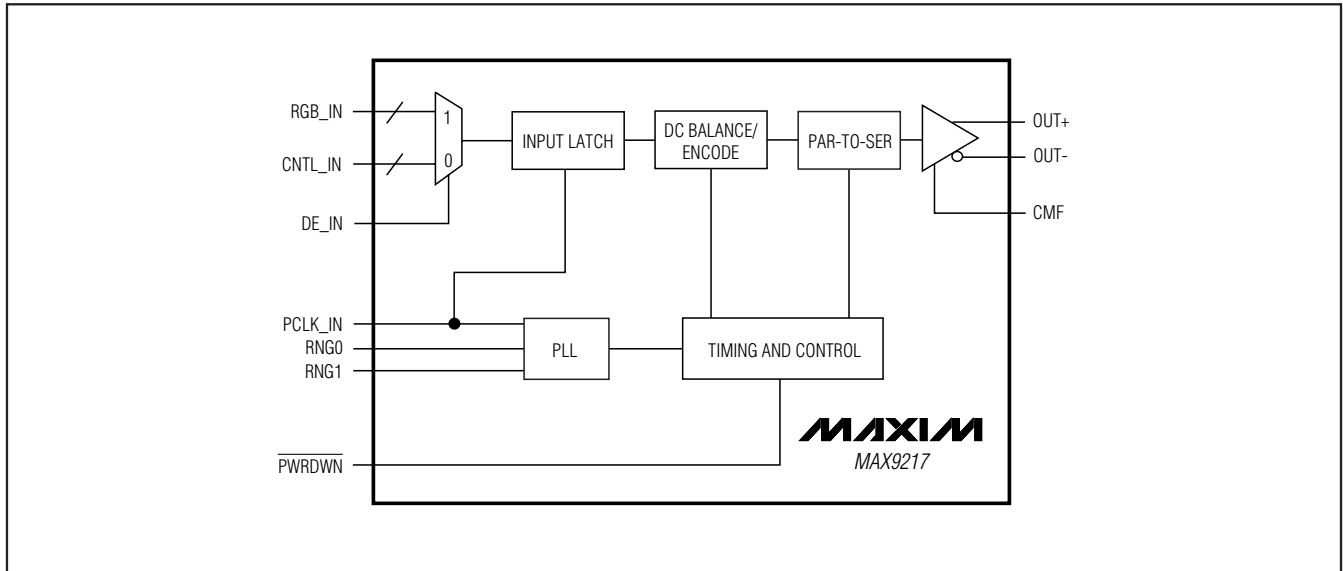 RGB_IN
1
CNTL_IN
0
DE_IN
INPUT LATCH
DC BALANCE/
ENCODE
PAR-TO-SER
OUT+
OUT-
CMF
PCLK_IN
RNG0
RNG1
PLL
TIMING AND CONTROL
PWRDWN
MAXIM
MAX9217